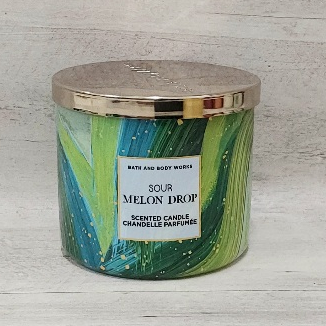 BATH AND BODY WORKS
SOUR
MELON DROP
SCENTED CANDLE
CHANDELLE PARFUMÉE